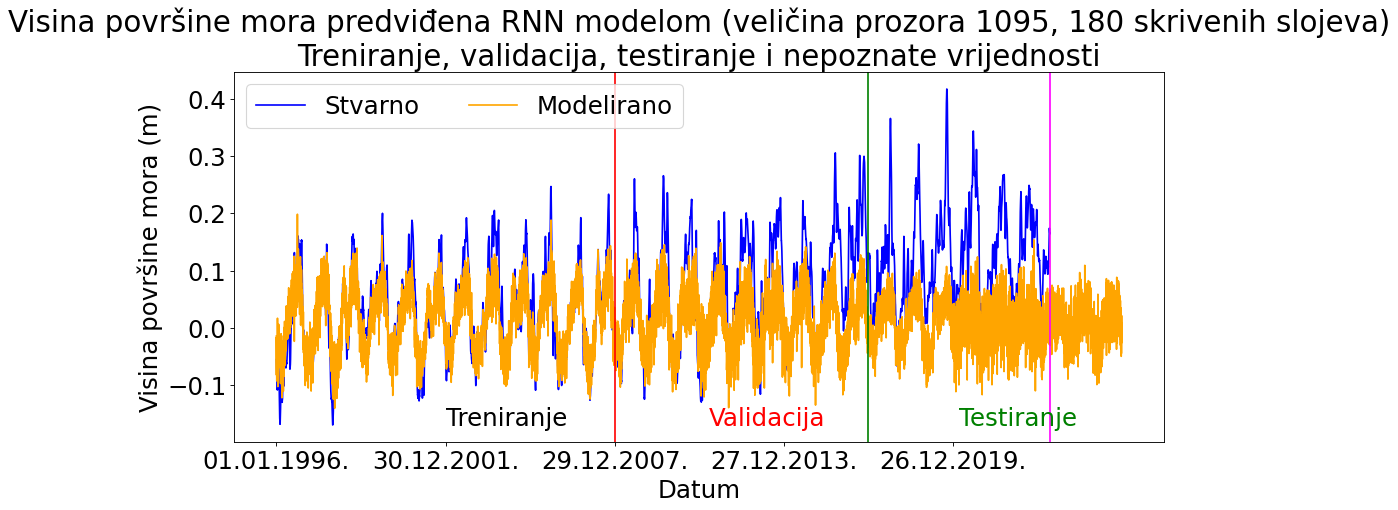 Visina površine mora predviđena RNN modelom (veličina prozora 1095, 180 skrivenih slojeva)
Treniranje, validacija, testiranje i nepoznate vrijednosti
Stvarno
Modelirano
Visina površine mora (m)
0.4
0.3
0.2
0.1
0.0
−0.1
Treniranje
Validacija
Testiranje
01.01.1996.
30.12.2001.
29.12.2007.
27.12.2013.
26.12.2019.
Datum